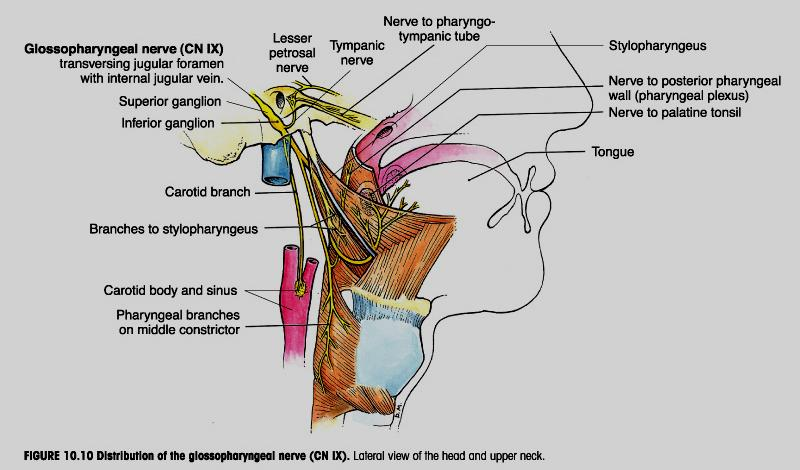 Nerve to pharyngo-
tympanic tube
Lesser
petrosal
nerve
Tympanic
nerve
Glossopharyngeal nerve (CN IX)
transversing jugular foramen
with internal jugular vein.
Superior ganglion
Inferior ganglion
Carotid branch
Branches to stylopharyngeus
Carotid body and sinus
Pharyngeal branches
on middle constrictor
Stylopharyngeus
Nerve to posterior pharyngeal
wall (pharyngeal plexus)
Nerve to palatine tonsil
Tongue
D.M.
FIGURE 10.10 Distribution of the glossopharyngeal nerve (CN IX). Lateral view of the head and upper neck.